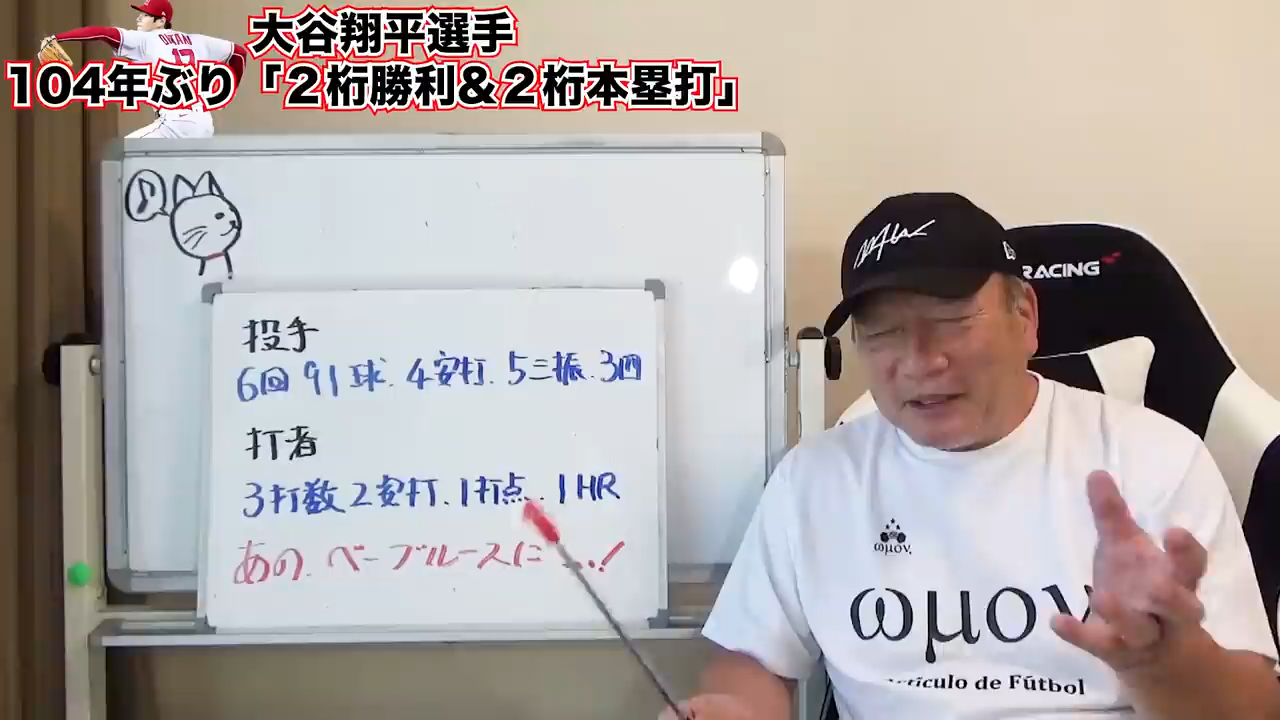 大谷翔平選手
104年ぶり「2桁勝利&2桁本塁打」
投手
6回 91球. 4安打. 5三振. 3四
打者
3打数2安打. 1打点. 1HR
あの. ベーブルースに...!
RACING
ωμον
ωμον
rtículo de Fútbol